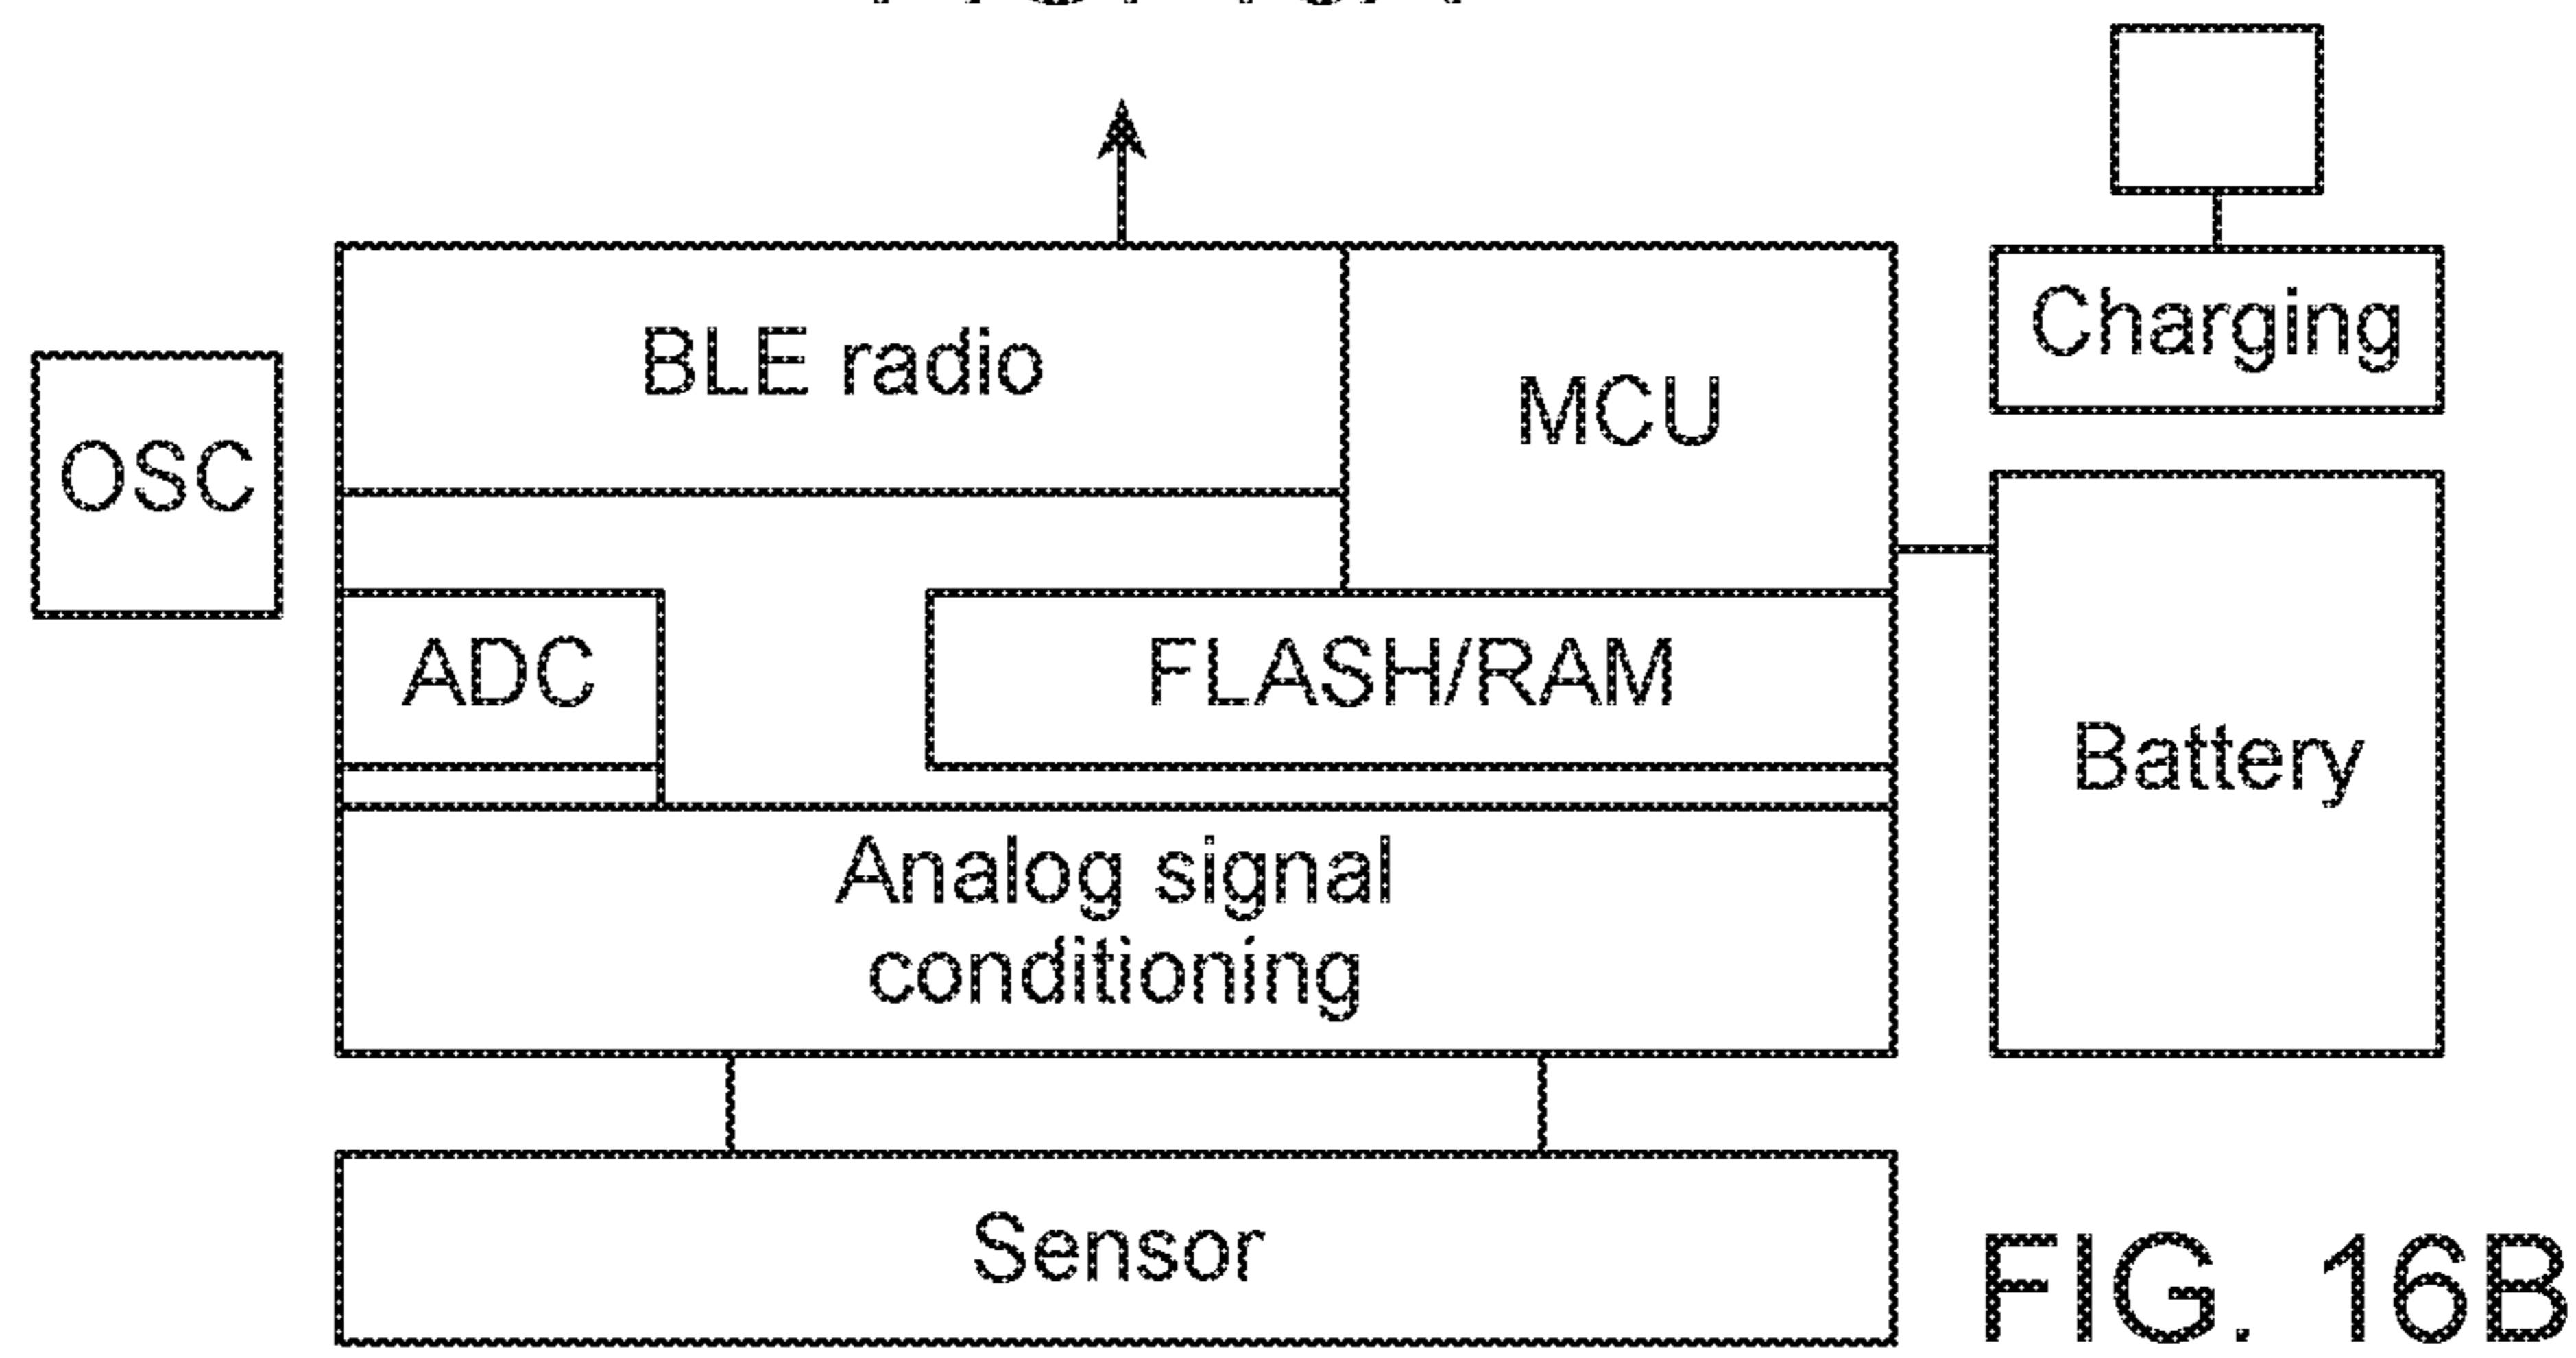 BLE radio
MCU
Charging
OSC
ADC
FLASH/RAM
Battery
Analog signal
conditioning
Sensor
FIG. 16B